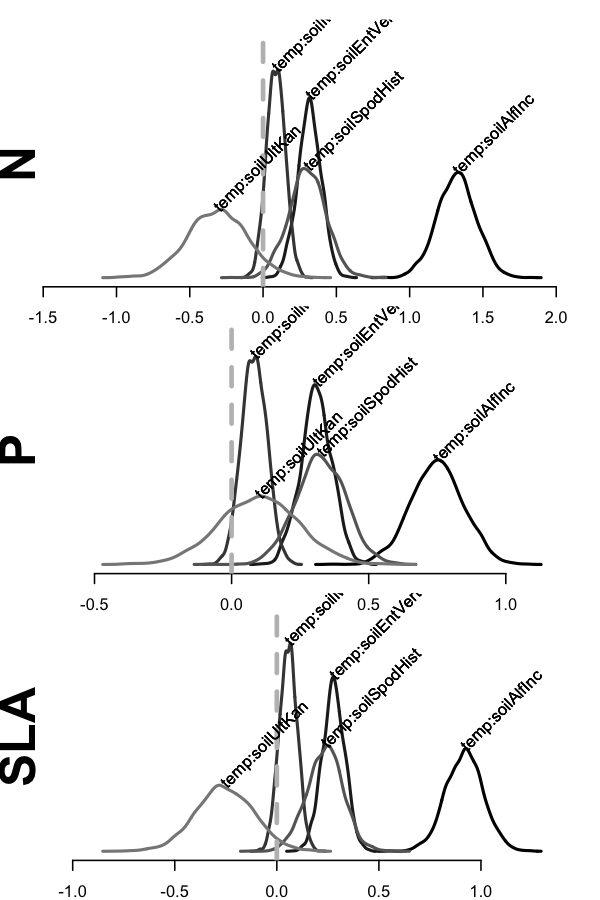 N
temp:soilUltKan
temp:soilEntVer
temp:soilSpodHist
temp:soilAlfInc
-1.5 -1.0 -0.5 0.0 0.5 1.0 1.5 2.0
P
temp:soilUltKan
temp:soilEntVer
temp:soilSpodHist
temp:soilAlfInc
-0.5 0.0 0.5 1.0
SLA
temp:soilUltKan
temp:soilEntVert
temp:soilSpodHist
temp:soilAlfInc
-1.0 -0.5 0.0 0.5 1.0